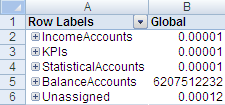 A B
1 Row Labels Global
2 IncomeAccounts 0.00001
3 KPIs 0.00001
4 StatisticalAccounts 0.00001
5 BalanceAccounts 6207512232
6 Unassigned 0.00012